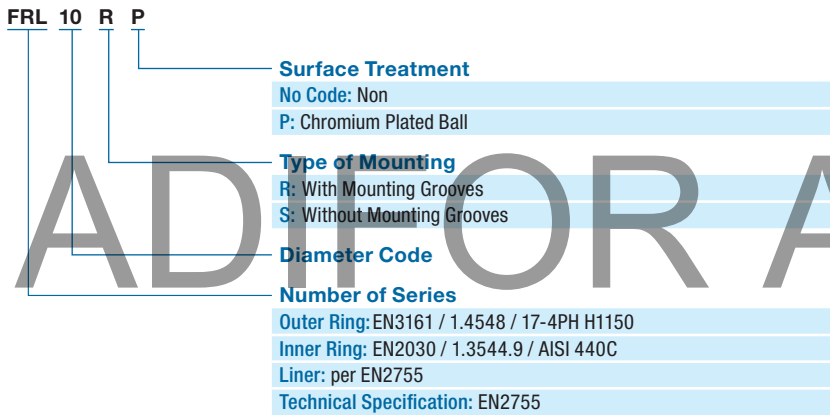 FRL 10 R P
Surface Treatment
No Code: Non
P: Chromium Plated Ball
Type of Mounting
R: With Mounting Grooves
S: Without Mounting Grooves
Diameter Code
Number of Series
Outer Ring: EN3161 / 1.4548 / 17-4PH H1150
Inner Ring: EN2030 / 1.3544.9 / AISI 440C
Liner: per EN2755
Technical Specification: EN2755
ADIFOR A